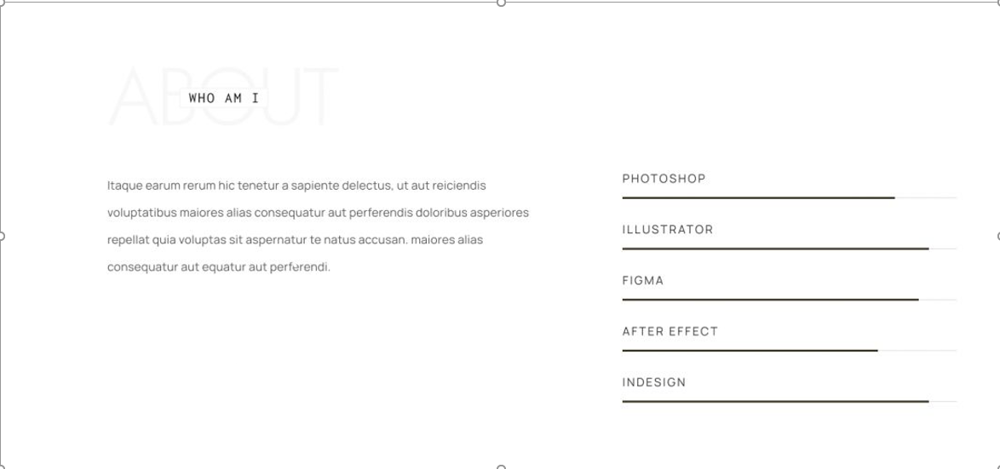 ABOUT
WHO AM I
Itaque earum rerum hic tenetur a sapiente delectus, ut aut reiciendis
voluptatibus maiores alias consequatur aut perferendis doloribus asperiores
repellat quia voluptas sit aspernatur te natus accusan. maiores alias
consequatur aut equatur aut perferendi.
PHOTOSHOP
ILLUSTRATOR
FIGMA
AFTER EFFECT
INDESIGN